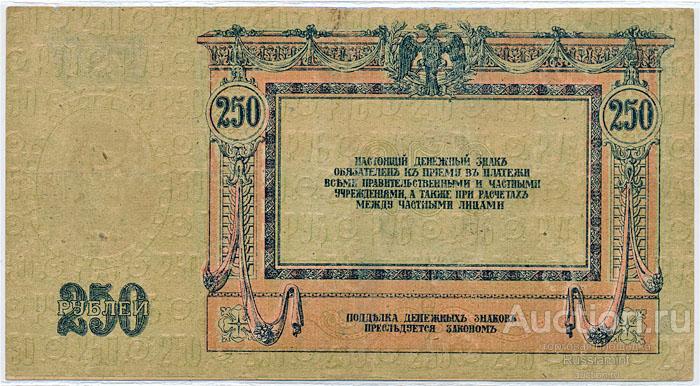 250
250
НАСТОЯЩІЙ ДЕНЕЖНЫЙ ЗНАКЪ
ОБЯЗАТЕЛЕНЪ КЪ ПРІЕМУ ВЪ ПЛАТЕЖИ
ВСѢМИ ПРАВИТЕЛЬСТВЕННЫМИ И ЧАСТНЫМИ
УЧРЕЖДЕНІЯМИ, А ТАКЖЕ ПРИ РАСЧЕТАХЪ
МЕЖДУ ЧАСТНЫМИ ЛИЦАМИ
250
РУБЛЕЙ
ПОДДѢЛКА ДЕНЕЖНЫХЪ ЗНАКОВЪ
ПРЕСЛѢДУЕТСЯ ЗАКОНОМЪ
Auction.ru